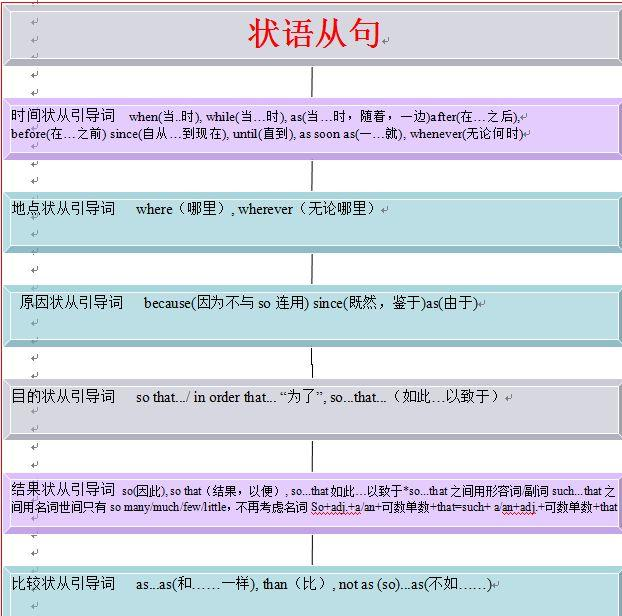 状语从句
时间状从引导词 when(当..时), while(当…时), as(当…时，随着，一边)after(在…之后),
before(在…之前) since(自从…到现在), until(直到), as soon as(一…就), whenever(无论何时)
地点状从引导词 where（哪里）, wherever（无论哪里）
原因状从引导词 because(因为不与 so 连用) since(既然，鉴于)as(由于)
目的状从引导词 so that.../ in order that... “为了”, so...that...（如此…以致于）
结果状从引导词 so(因此), so that（结果，以便）, so...that 如此…以致于*so...that 之间用形容词/副词 such...that 之
间用名词世间只有 so many/much/few/little，不再考虑名词 So+adj.+a/an+可数单数+that=such+ a/an+adj.+可数单数+that
比较状从引导词 as...as(和……一样), than（比）, not as (so)...as(不如……)